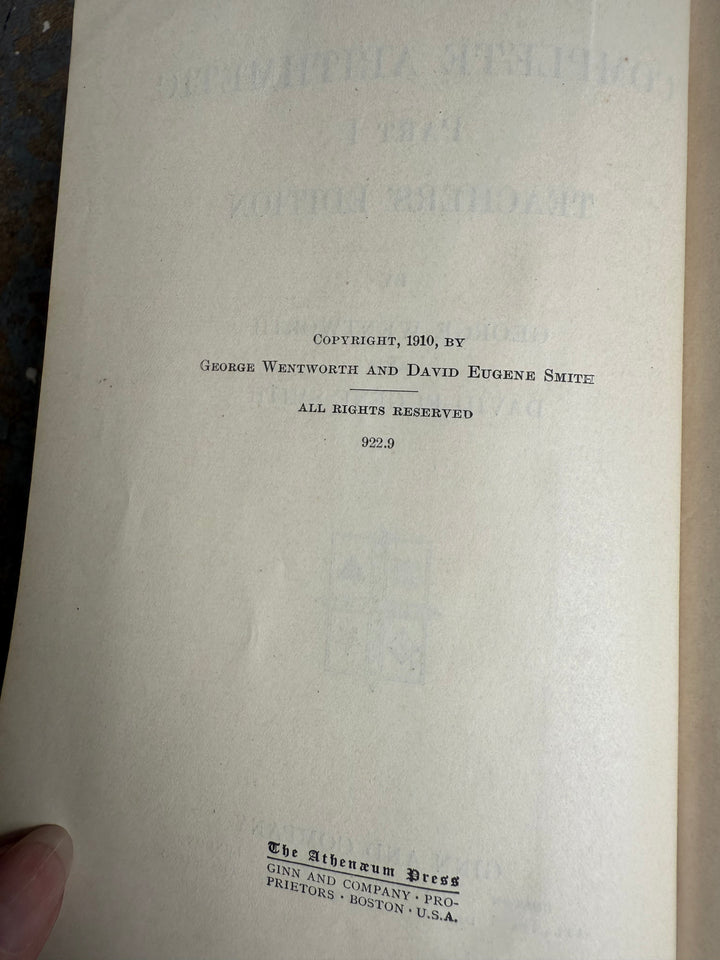 COPYRIGHT, 1910, BY
GEORGE WENTWORTH AND DAVID EUGENE SMITH
ALL RIGHTS RESERVED
922.9
The Athenæum Press
GINN AND COMPANY · PRO-
PRIETORS · BOSTON · U.S.A.